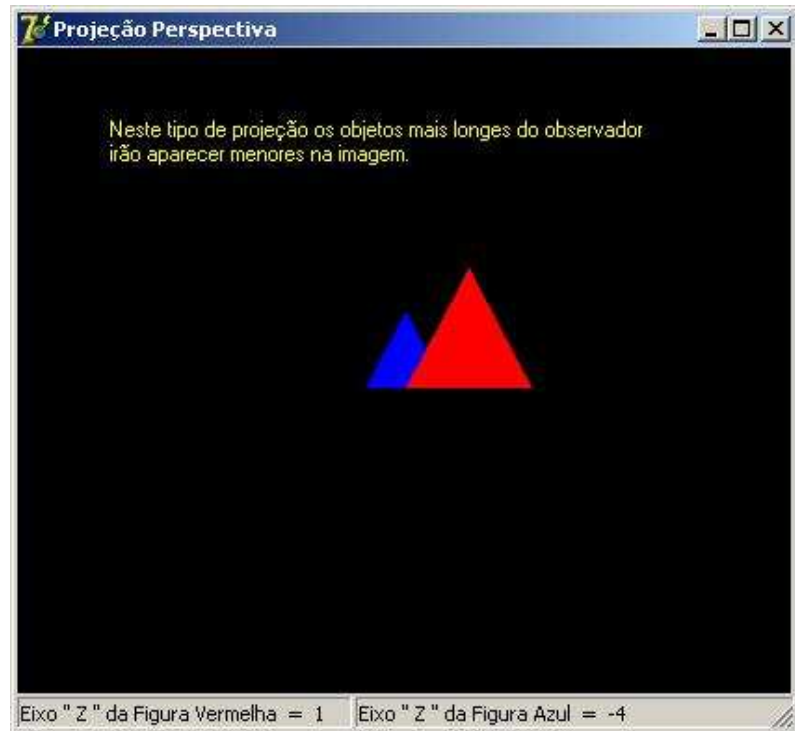 Projeção Perspectiva
Neste tipo de projeção os objetos mais longes do observador
irão aparecer menores na imagem.
Eixo " Z " da Figura Vermelha = 1 Eixo " Z " da Figura Azul = -4